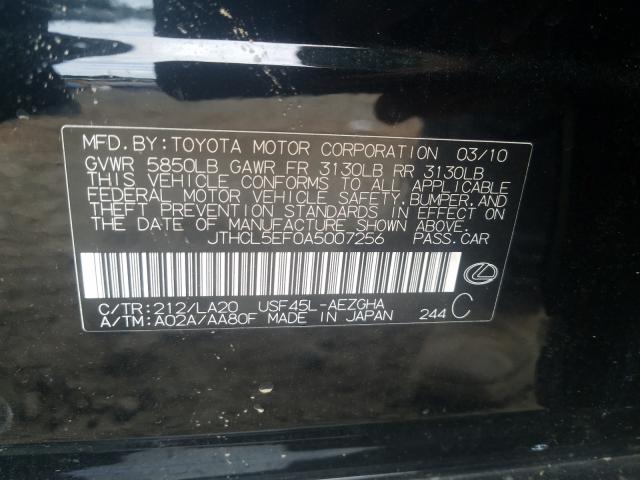 MFD. BY: TOYOTA MOTOR CORPORATION 03/10
GVWR 5850LB GAWR FR 3130LB RR 3130LB
THIS VEHICLE CONFORMS TO ALL APPLICABLE
FEDERAL MOTOR VEHICLE SAFETY, BUMPER, AND
THEFT PREVENTION STANDARDS IN EFFECT ON
THE DATE OF MANUFACTURE SHOWN ABOVE.
JTHCL5EF0A5007256 PASS. CAR
C/TR: 212/LA20 USF45L-AEZGHA
A/TM: A02A/AA80F MADE IN JAPAN 244 C